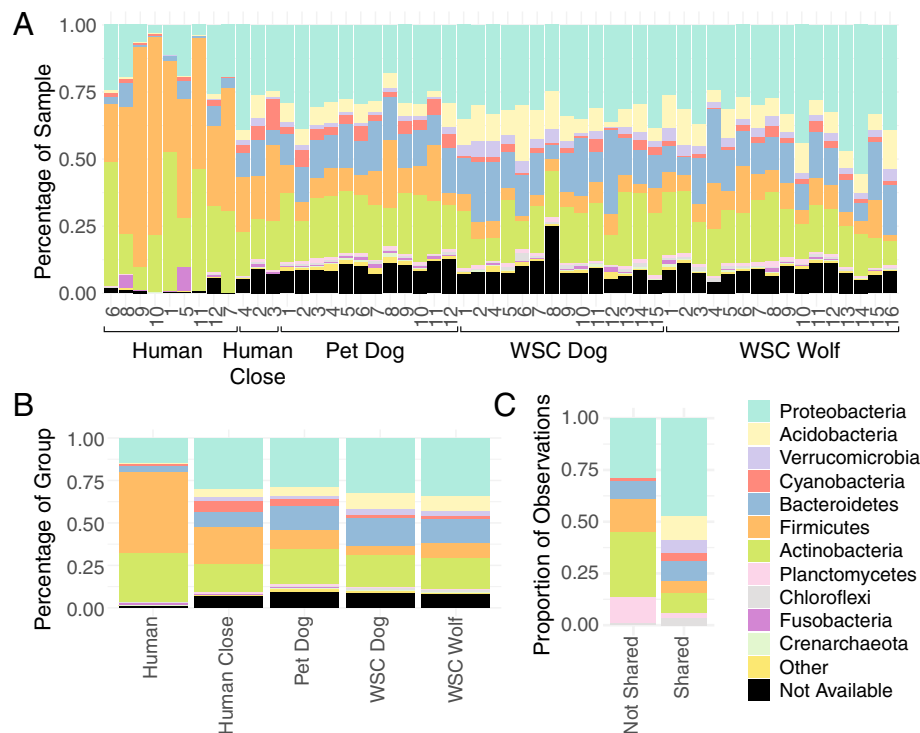 A
Percentage of Sample
1.00
0.75
0.50
0.25
0.00
6 8 9 10 1 5 11 12 7 4 2 3 1 2 3 4 5 6 7 8 9 10 11 12 1 2 4 5 6 7 8 9 10 11 12 13 14 15 1 2 3 4 5 6 7 8 9 10 11 12 13 14 15 16
Human
Human Close
Pet Dog
WSC Dog
WSC Wolf
B
Percentage of Group
1.00
0.75
0.50
0.25
0.00
Human
Human Close
Pet Dog
WSC Dog
WSC Wolf
C
Proportion of Observations
1.00
0.75
0.50
0.25
0.00
Not Shared
Shared
Proteobacteria
Acidobacteria
Verrucomicrobia
Cyanobacteria
Bacteroidetes
Firmicutes
Actinobacteria
Planctomycetes
Chloroflexi
Fusobacteria
Crenarchaeota
Other
Not Available